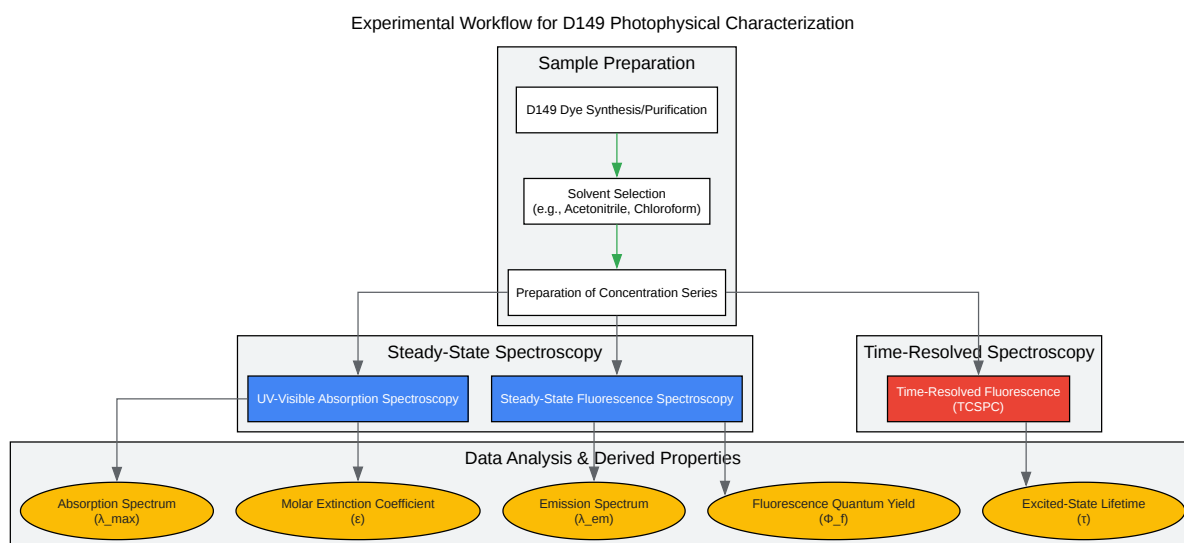 Experimental Workflow for D149 Photophysical Characterization
Sample Preparation
D149 Dye Synthesis/Purification
Solvent Selection
(e.g., Acetonitrile, Chloroform)
Preparation of Concentration Series
Steady-State Spectroscopy
Time-Resolved Spectroscopy
UV-Visible Absorption Spectroscopy
Steady-State Fluorescence Spectroscopy
Time-Resolved Fluorescence
(TCSPC)
Data Analysis & Derived Properties
Absorption Spectrum
(λ_max)
Molar Extinction Coefficient
(ε)
Emission Spectrum
(λ_em)
Fluorescence Quantum Yield
(Φ_f)
Excited-State Lifetime
(τ)